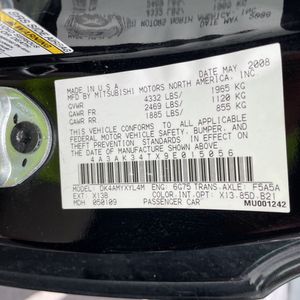 MADE IN U.S.A. DATE MAY 2008
MFD BY MITSUBISHI MOTORS NORTH AMERICA, INC
GVWR 4332 LBS/ 1965 KG
GAWR FR 2469 LBS/ 1120 KG
GAWR RR 1885 LBS/ 855 KG
THIS VEHICLE CONFORMS TO ALL APPLICABLE
FEDERAL MOTOR VEHICLE SAFETY, BUMPER, AND
THEFT PREVENTION STANDARDS IN EFFECT ON THE
DATE OF MANUFACTURE SHOWN ABOVE.
4A3AK34TX9E015056
MODEL: DK4AMYXYL4M ENG: 6G75 TRANS.AXLE: F5A5A
EXT: X13B COLOR.INT.OPT: X13.85D.B21
MDH 050109 PASSENGER CAR
MU001242
WARNING